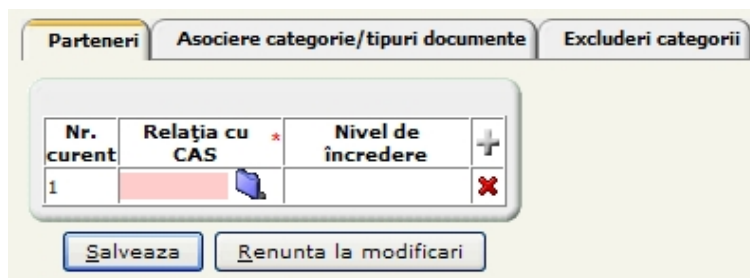 Parteneri Asociere categorie/tipuri documente Excluderi categorii
Nr. curent Relaţia cu CAS * Nivel de încredere
1
Salveaza Renunta la modificari